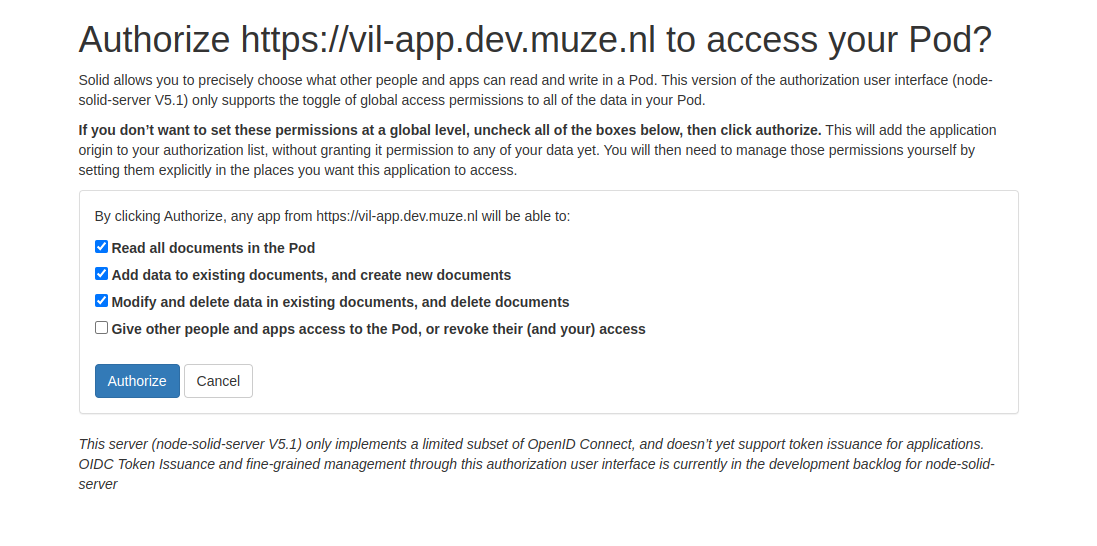 Authorize https://vil-app.dev.muze.nl to access your Pod?
Solid allows you to precisely choose what other people and apps can read and write in a Pod. This version of the authorization user interface (node-
solid-server V5.1) only supports the toggle of global access permissions to all of the data in your Pod.
If you don’t want to set these permissions at a global level, uncheck all of the boxes below, then click authorize. This will add the application
origin to your authorization list, without granting it permission to any of your data yet. You will then need to manage those permissions yourself by
setting them explicitly in the places you want this application to access.
By clicking Authorize, any app from https://vil-app.dev.muze.nl will be able to:
Read all documents in the Pod
Add data to existing documents, and create new documents
Modify and delete data in existing documents, and delete documents
Give other people and apps access to the Pod, or revoke their (and your) access
Authorize Cancel
This server (node-solid-server V5.1) only implements a limited subset of OpenID Connect, and doesn’t yet support token issuance for applications.
OIDC Token Issuance and fine-grained management through this authorization user interface is currently in the development backlog for node-solid-
server